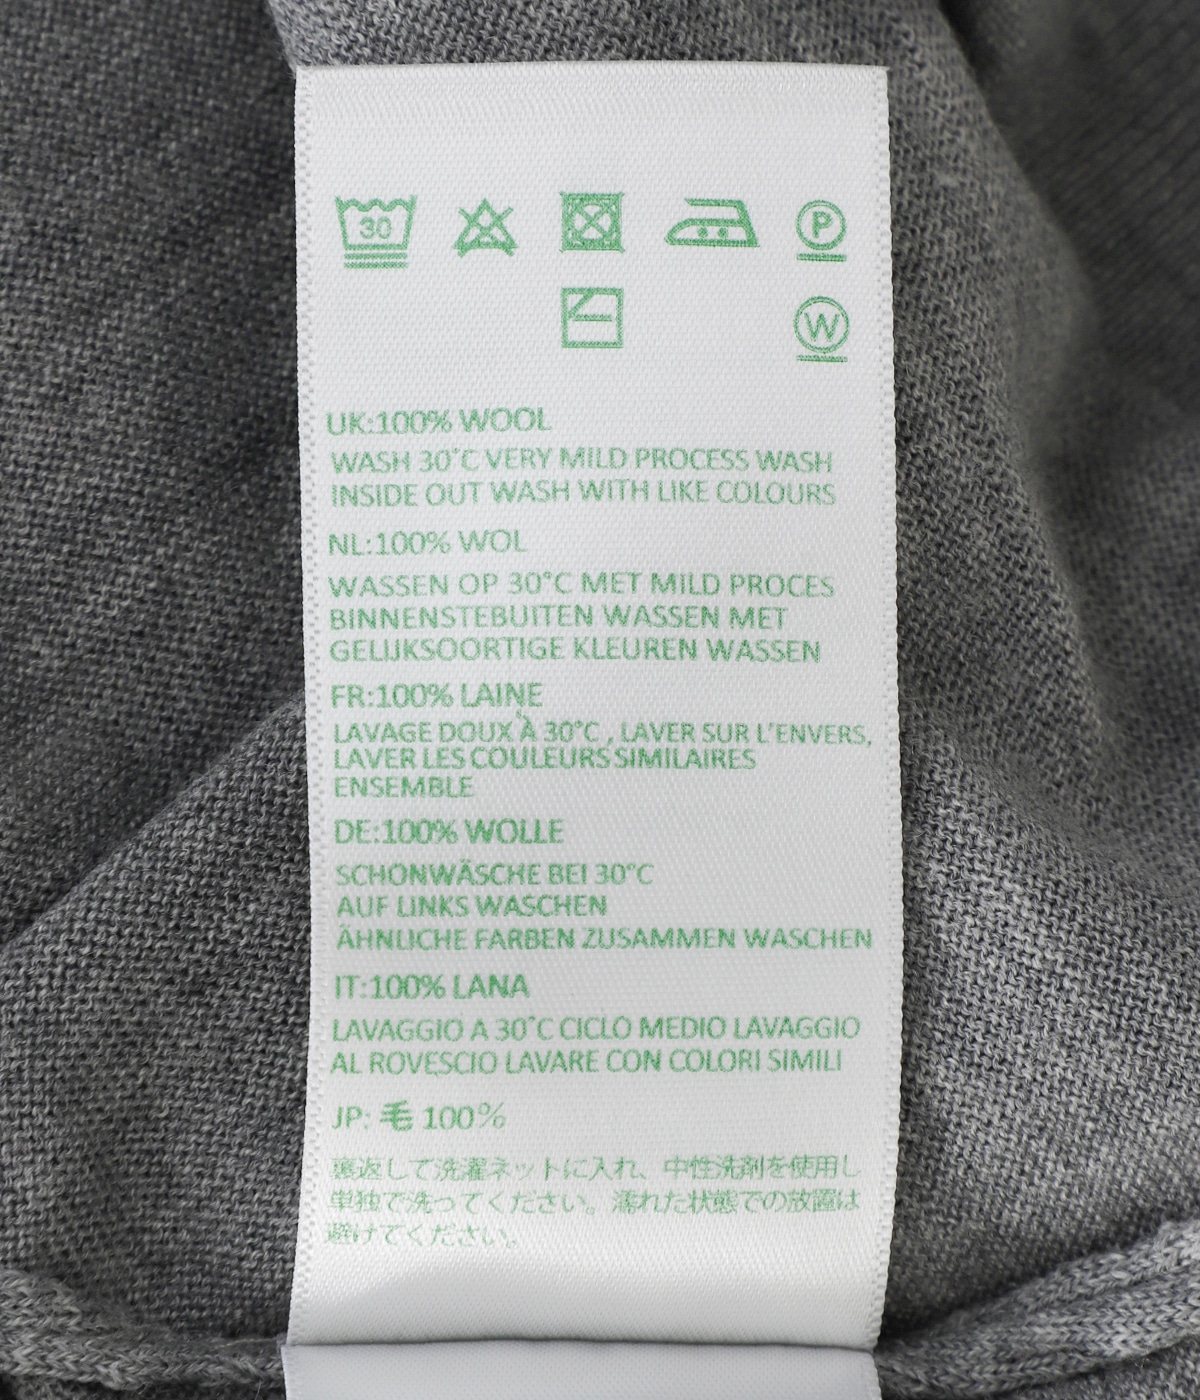 30
P
W
UK:100% WOOL
WASH 30°C VERY MILD PROCESS WASH
INSIDE OUT WASH WITH LIKE COLOURS
NL:100% WOL
WASSEN OP 30°C MET MILD PROCES
BINNENSTEBUITEN WASSEN MET
GELIJKSOORTIGE KLEUREN WASSEN
FR:100% LAINE
LAVAGE DOUX À 30°C , LAVER SUR L'ENVERS,
LAVER LES COULEURS SIMILAIRES
ENSEMBLE
DE:100% WOLLE
SCHONWÄSCHE BEI 30°C
AUF LINKS WASCHEN
ÄHNLICHE FARBEN ZUSAMMEN WASCHEN
IT:100% LANA
LAVAGGIO A 30°C CICLO MEDIO LAVAGGIO
AL ROVESCIO LAVARE CON COLORI SIMILI
JP: 毛 100%
裏返して洗濯ネットに入れ、中性洗剤を使用し
単独で洗ってください。濡れた状態での放置は
避けてください。